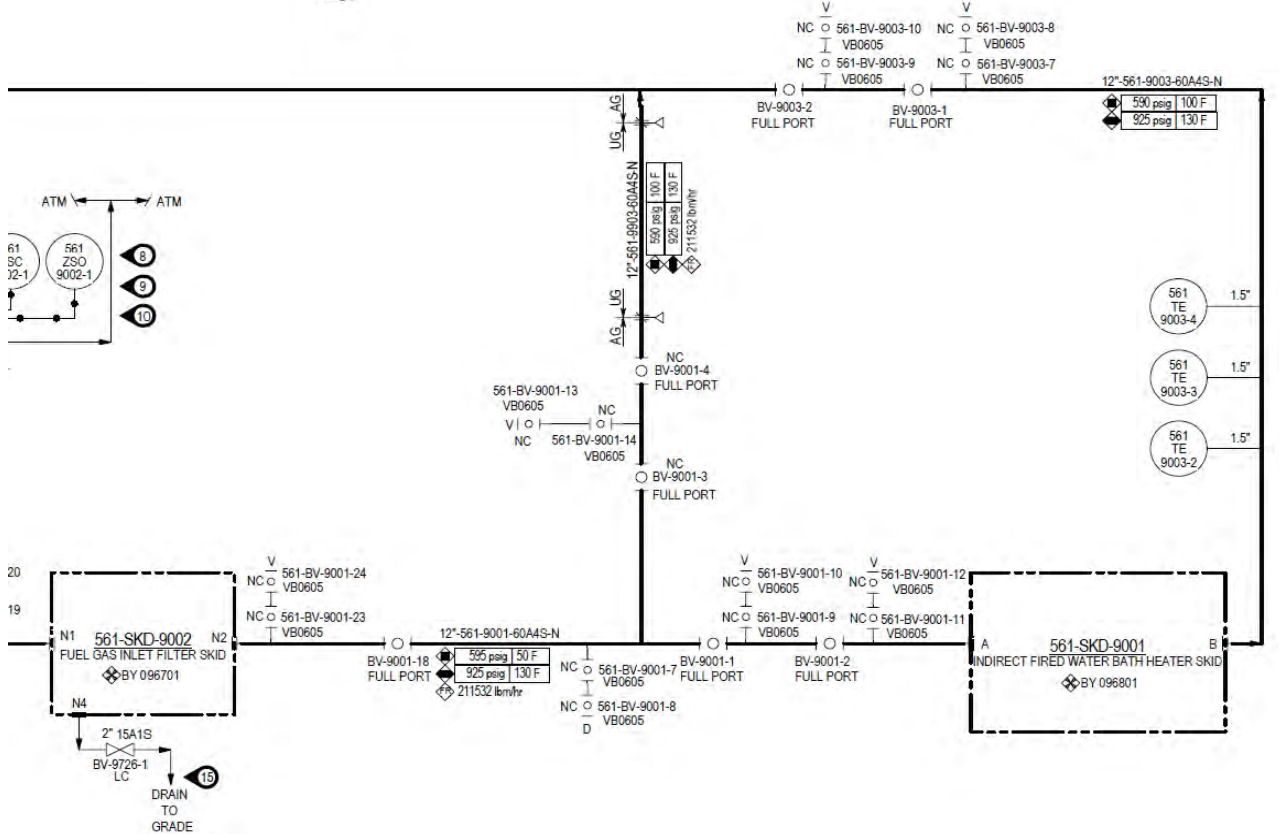 V
NC 561-BV-9003-10
VB0605
NC 561-BV-9003-9
VB0605
V
NC 561-BV-9003-8
VB0605
NC 561-BV-9003-7
VB0605
BV-9003-2
FULL PORT
BV-9003-1
FULL PORT
12"-561-9003-60A4S-N
590 psig 100 F
925 psig 130 F
AG
UG
12"-561-9903-60A4S-N
590 psig 100 F
925 psig 130 F
FR 211532 lbm/hr
UG
AG
ATM ATM
61
SC
02-1
561
ZSO
9002-1
8
9
10
561
TE
9003-4
1.5"
561
TE
9003-3
1.5"
561
TE
9003-2
1.5"
NC
BV-9001-4
FULL PORT
561-BV-9001-13
VB0605
V
NC
NC
561-BV-9001-14
VB0605
NC
BV-9001-3
FULL PORT
20
19
N1 561-SKD-9002 N2
FUEL GAS INLET FILTER SKID
BY 096701
N4
2" 15A1S
BV-9726-1
LC
15
DRAIN
TO
GRADE
V
NC 561-BV-9001-24
VB0605
NC 561-BV-9001-23
VB0605
BV-9001-18
FULL PORT
12"-561-9001-60A4S-N
595 psig 50 F
925 psig 130 F
FR 211532 lbm/hr
NC 561-BV-9001-7
VB0605
NC 561-BV-9001-8
VB0605
D
BV-9001-1
FULL PORT
V
NC 561-BV-9001-10
VB0605
NC 561-BV-9001-9
VB0605
BV-9001-2
FULL PORT
V
NC 561-BV-9001-12
VB0605
NC 561-BV-9001-11
VB0605
A 561-SKD-9001 B
INDIRECT FIRED WATER BATH HEATER SKID
BY 096801